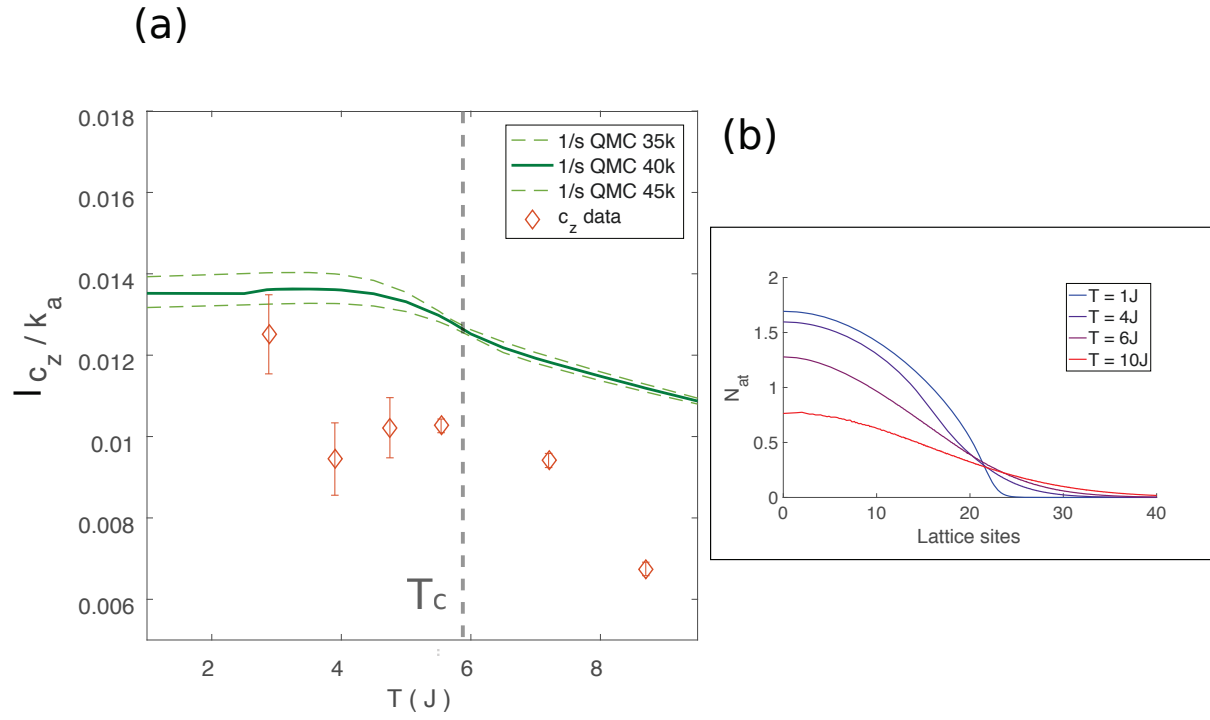 (a)
0.018
0.016
0.014
0.012
0.01
0.008
0.006
I c_z / k_a
1/s QMC 35k
1/s QMC 40k
1/s QMC 45k
c_z data
Tc
2 4 6 8
T ( J )
(b)
2
1.5
1
0.5
0
N_at
T = 1J
T = 4J
T = 6J
T = 10J
0 10 20 30 40
Lattice sites